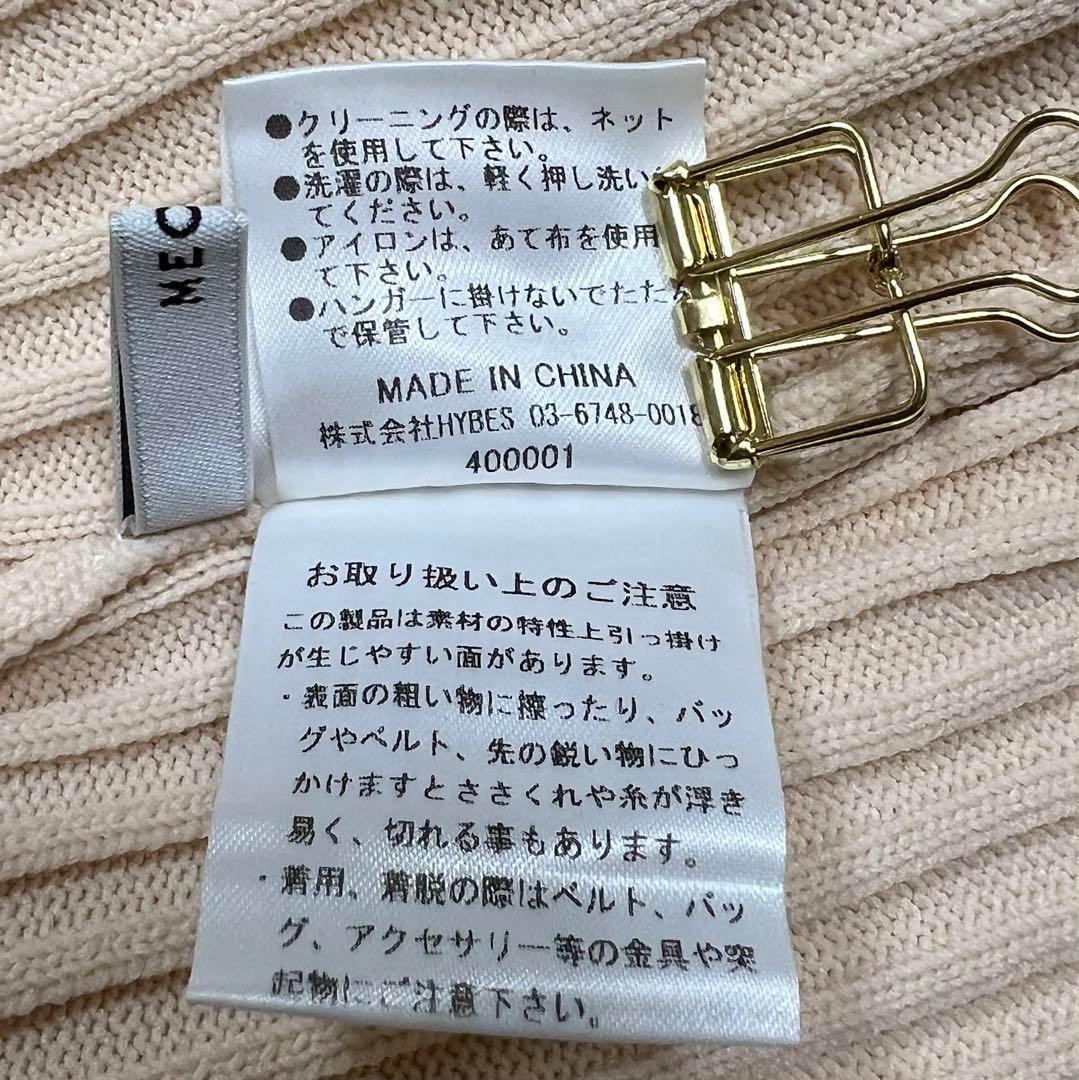 ●クリーニングの際は、ネット
を使用して下さい。
●洗濯の際は、軽く押し洗い
てください。
●アイロンは、あて布を使用
て下さい。
●ハンガーに掛けないでたた
で保管して下さい。
MADE IN CHINA
株式会社HYBES 03-6748-0018
400001
お取り扱い上のご注意
この製品は素材の特性上引っ掛け
が生じやすい面があります。
・表面の粗い物に擦ったり、バッ
グやベルト、先の鋭い物にひっ
かけますとささくれや糸が浮き
易く、切れる事もあります。
・着用、着脱の際はベルト、バッ
グ、アクセサリー等の金具や突
起物にご注意下さい。